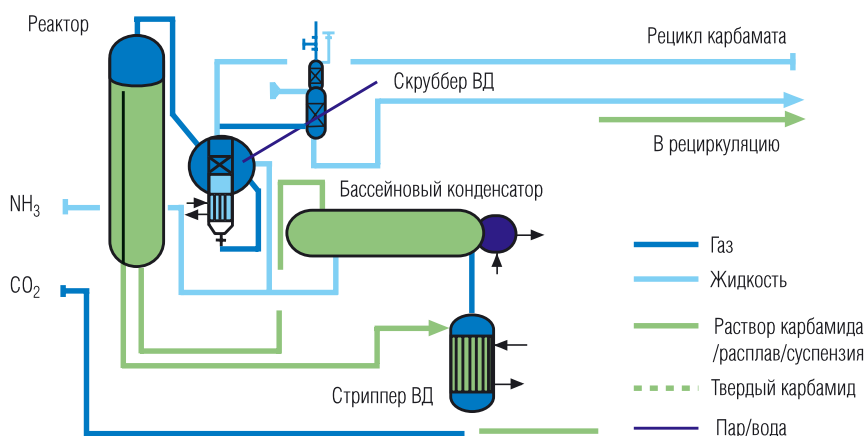 Реактор
Рецикл карбамата
Скруббер ВД
В рециркуляцию
Бассейновый конденсатор
NH3
Газ
CO2
Жидкость
Раствор карбамида
/расплав/суспензия
Стриппер ВД
Твердый карбамид
Пар/вода